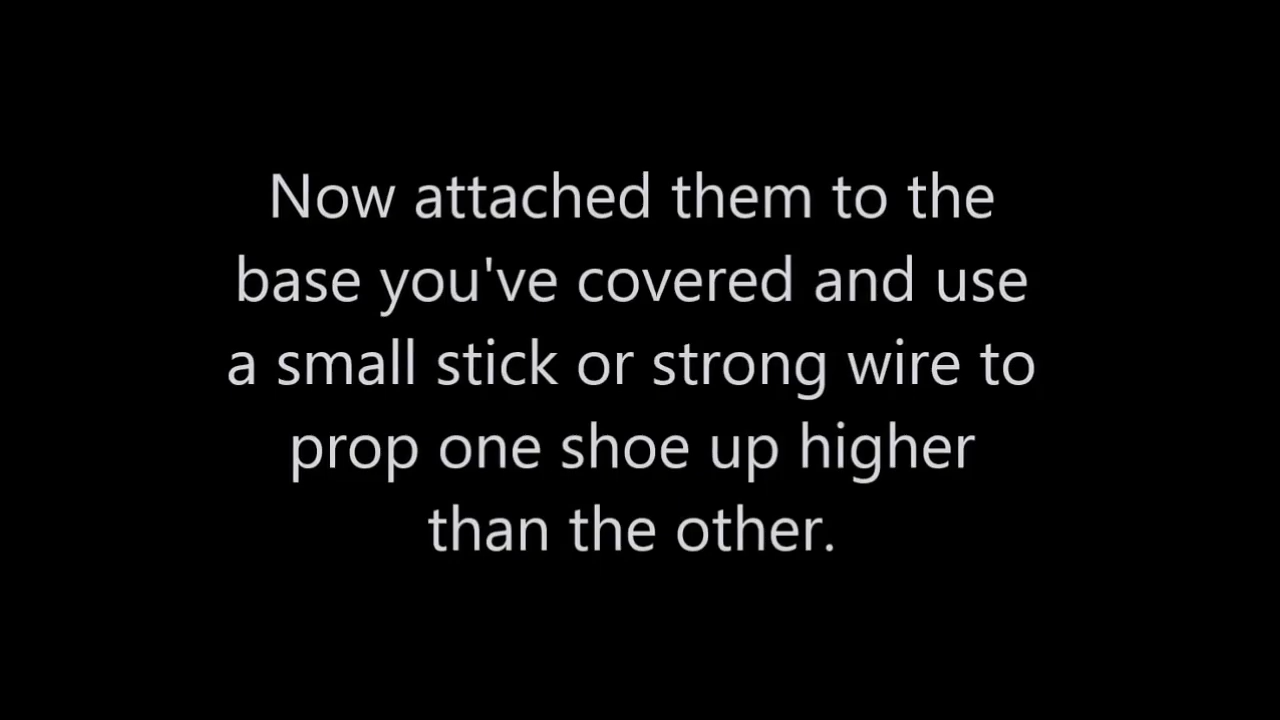 Now attached them to the
base you've covered and use
a small stick or strong wire to
prop one shoe up higher
than the other.